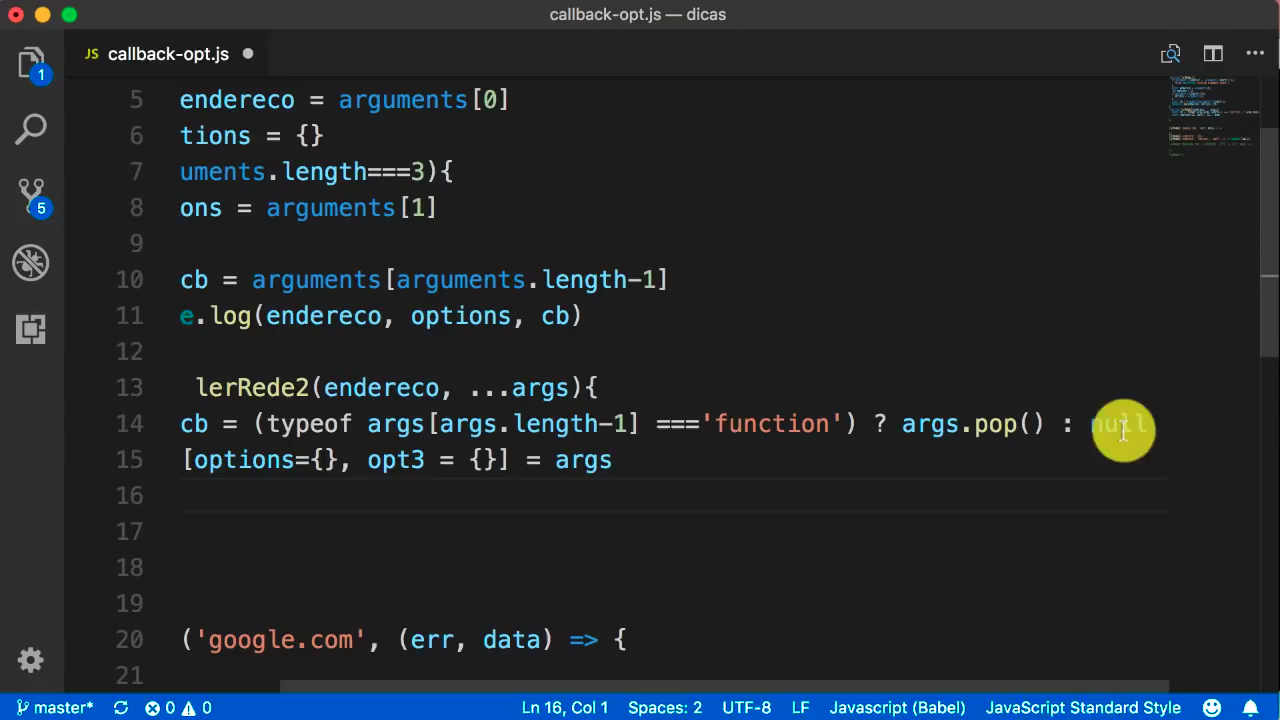 callback-opt.js — dicas
JS callback-opt.js
1
5 endereco = arguments[0]
6 tions = {}
7 uments.length===3){
8 ons = arguments[1]
9
10 cb = arguments[arguments.length-1]
11 e.log(endereco, options, cb)
12
13 lerRede2(endereco, ...args){
14 cb = (typeof args[args.length-1] ==='function') ? args.pop() : null
15 [options={}, opt3 = {}] = args
16
17
18
19
20 ('google.com', (err, data) => {
21
5
master* 0 0 Ln 16, Col 1 Spaces: 2 UTF-8 LF Javascript (Babel) JavaScript Standard Style